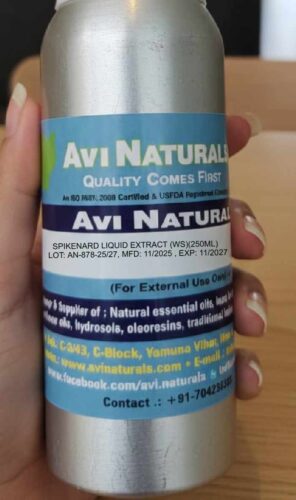 AVI NATURALS
QUALITY COMES FIRST
An ISO 9001: 2008 Certified & USFDA Registered
AVI NATURAL
SPIKENARD LIQUID EXTRACT (WS)(250ML)
LOT: AN-878-25/27, MFD: 11/2025 , EXP: 11/2027
(For External Use Only)
& Supplier of : Natural essential oils,
oils, hydrosols, oleoresins, traditional
C-3/43, C-Block, Yamuna Vihar,
www.avinaturals.com • E-mail
www.facebook.com/avi.naturals
Contact .: +91-704250